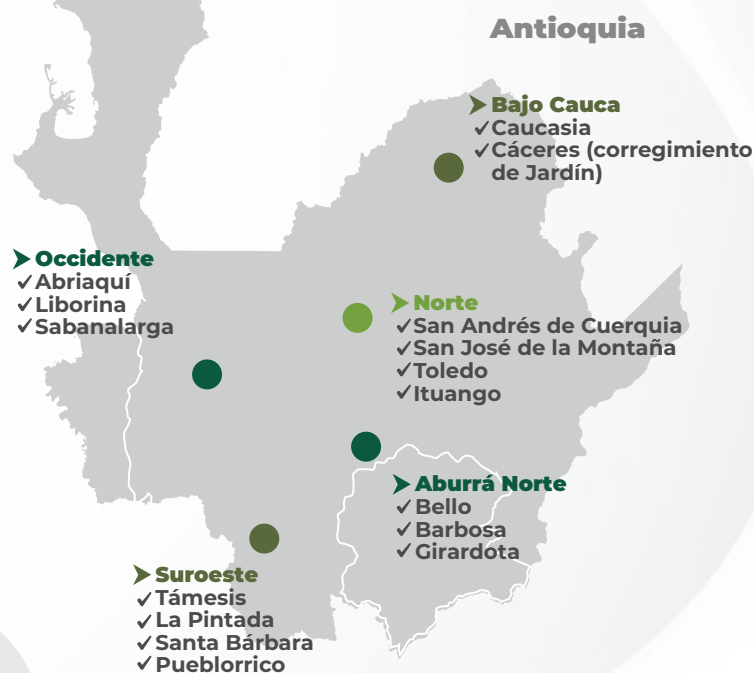 Antioquia
Bajo Cauca
Caucasia
Cáceres (corregimiento
de Jardín)
Occidente
Abriaquí
Liborina
Sabanalarga
Norte
San Andrés de Cuerquia
San José de la Montaña
Toledo
Ituango
Aburrá Norte
Bello
Barbosa
Girardota
Suroeste
Támesis
La Pintada
Santa Bárbara
Pueblorrico